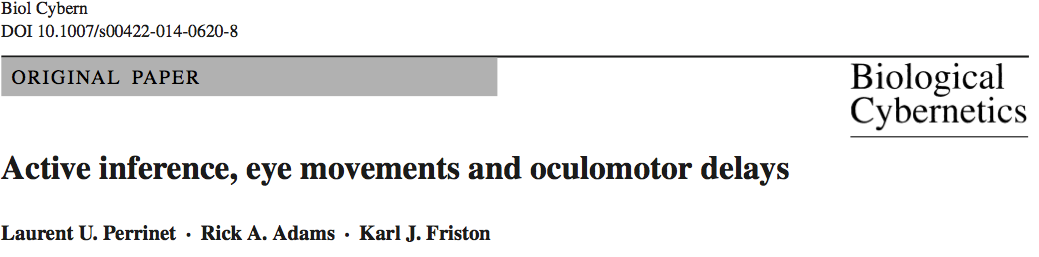 Biol Cybern
DOI 10.1007/s00422-014-0620-8
ORIGINAL PAPER
Biological
Cybernetics
Active inference, eye movements and oculomotor delays
Laurent U. Perrinet · Rick A. Adams · Karl J. Friston